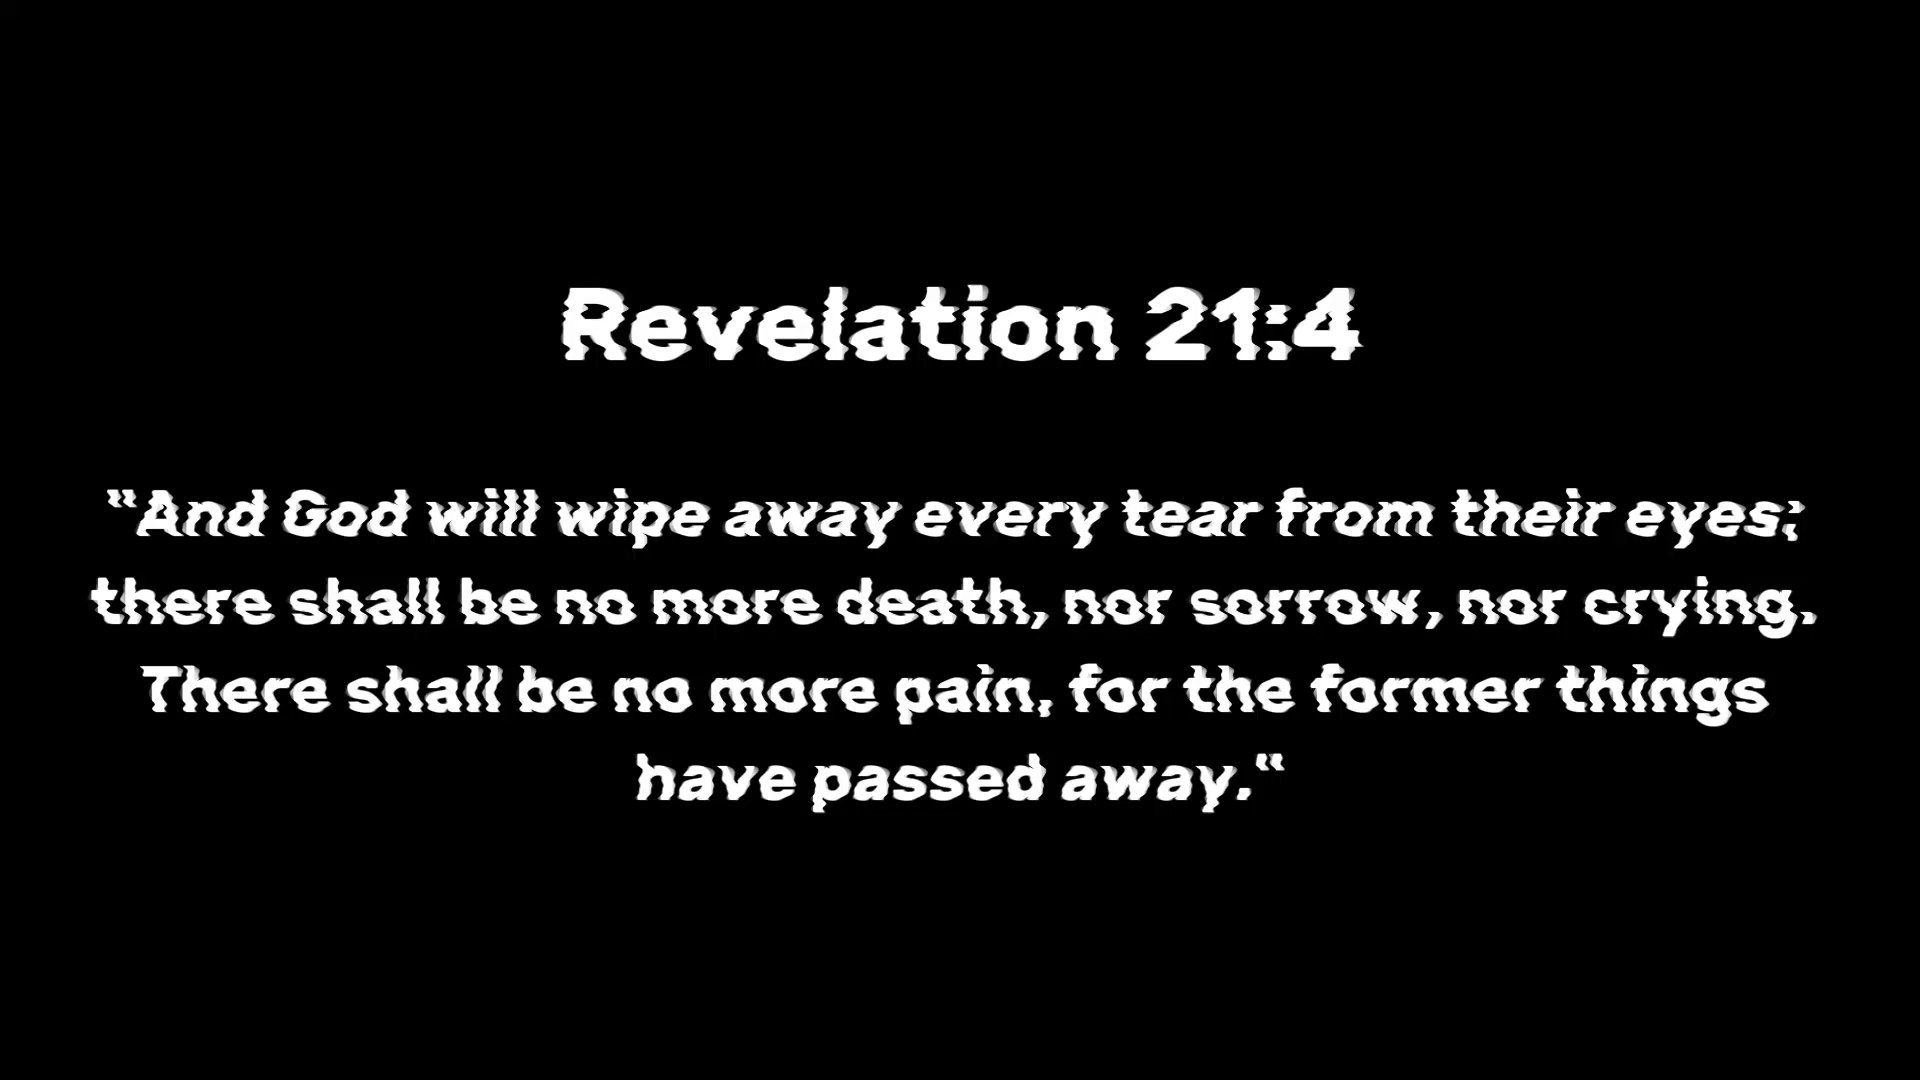 Revelation 21:4
“And God will wipe away every tear from their eyes;
there shall be no more death, nor sorrow, nor crying.
There shall be no more pain, for the former things
have passed away.“